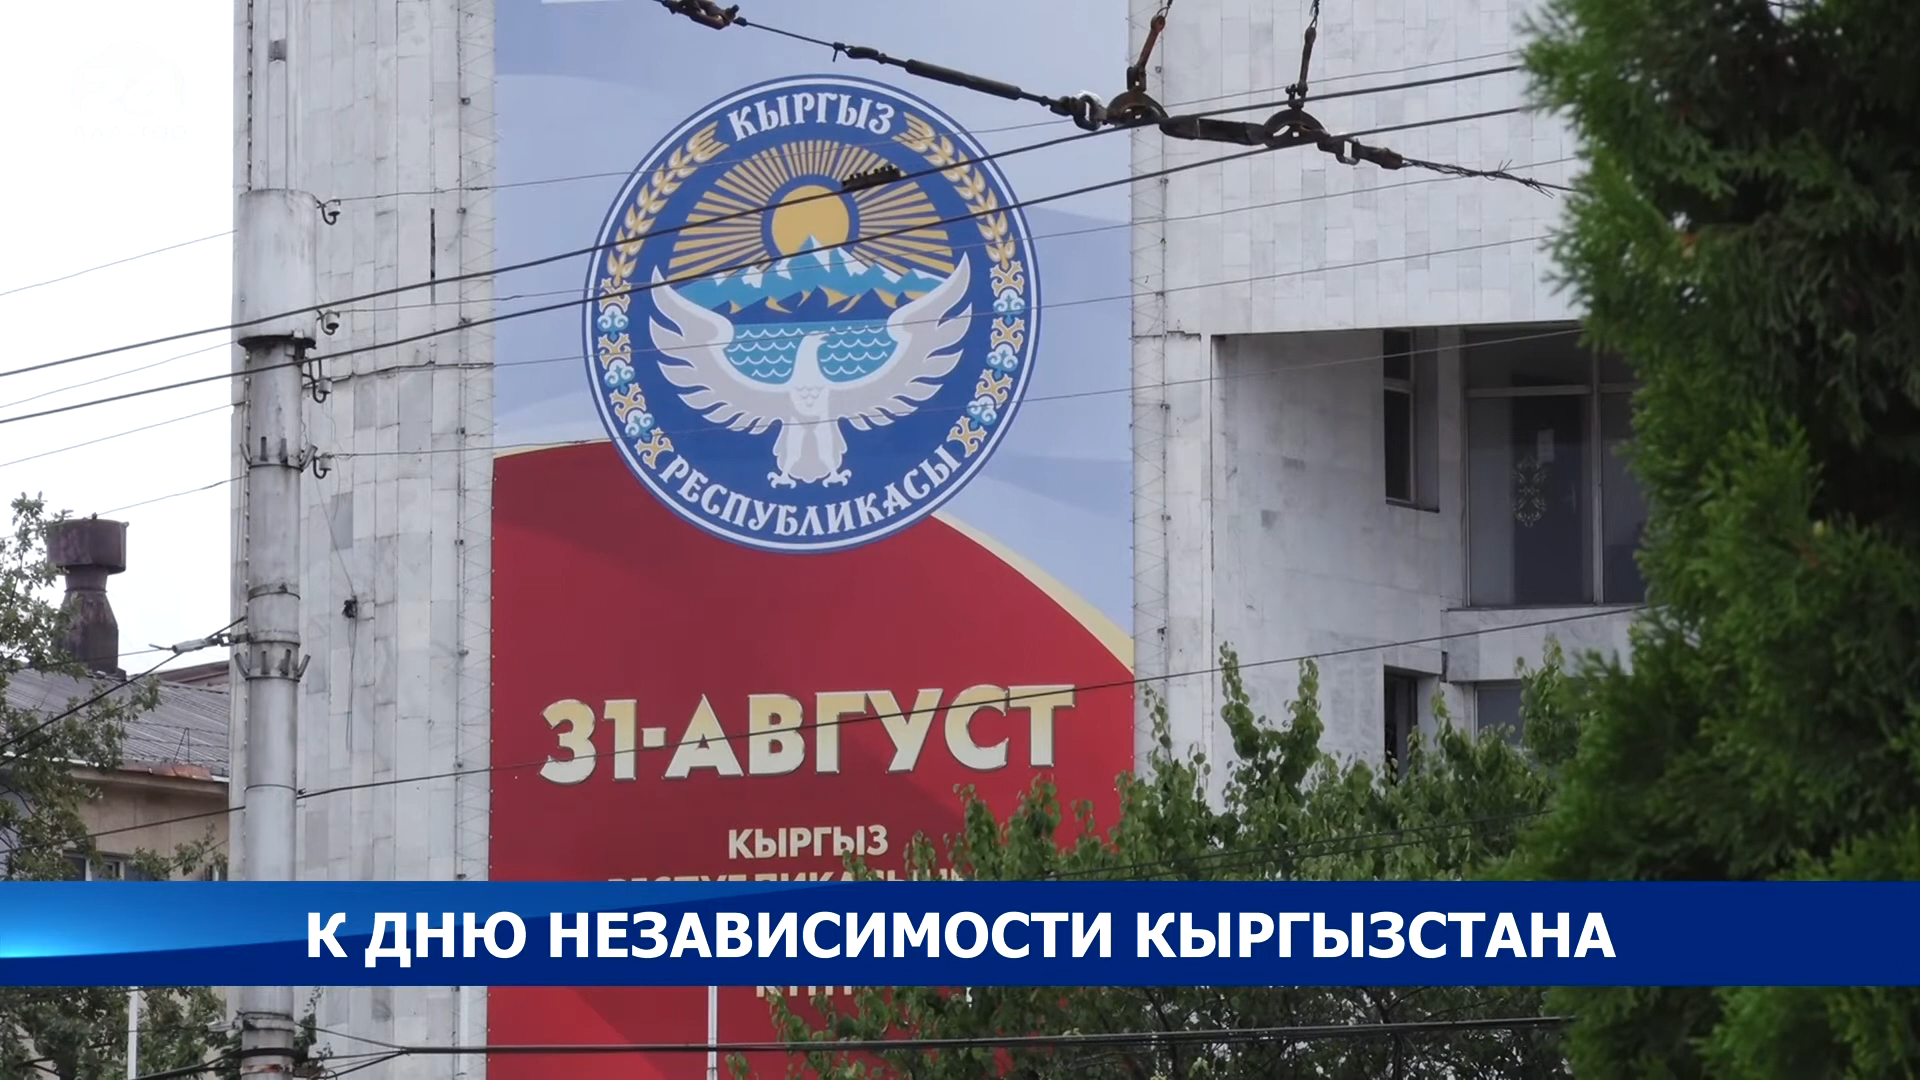 КЫРГЫЗ
РЕСПУБЛИКАСЫ
31-АВГУСТ
КЫРГЫЗ
К ДНЮ НЕЗАВИСИМОСТИ КЫРГЫЗСТАНА